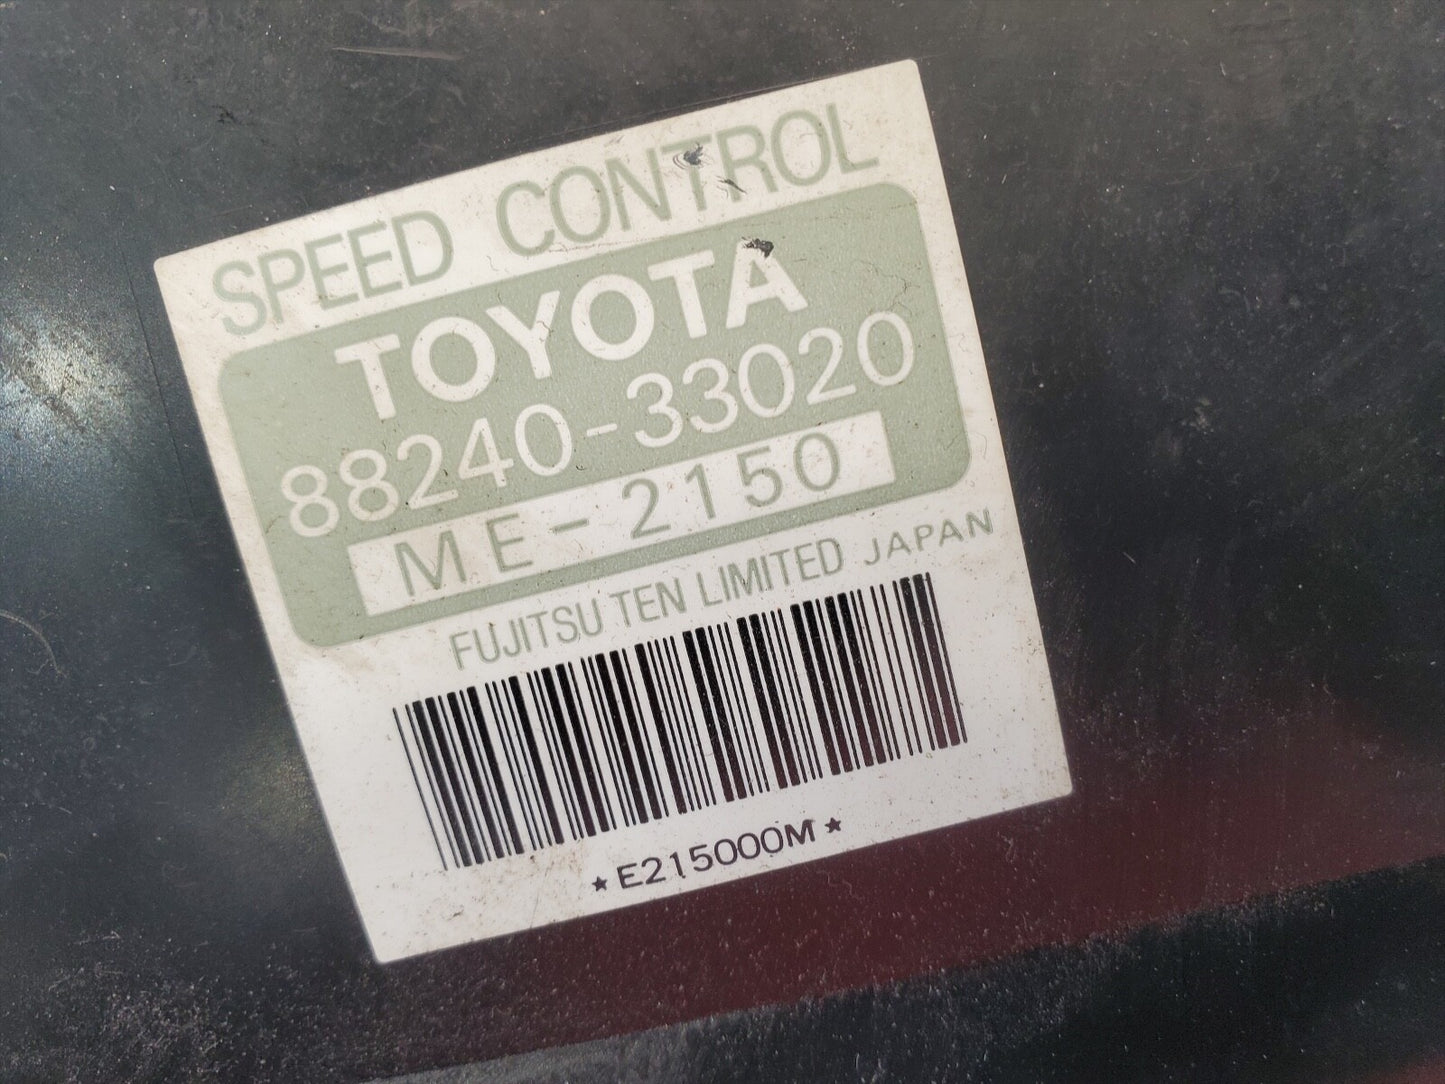 SPEED CONTROL
TOYOTA
88240-33020
ME-2150
FUJITSU TEN LIMITED JAPAN
★E215000M★